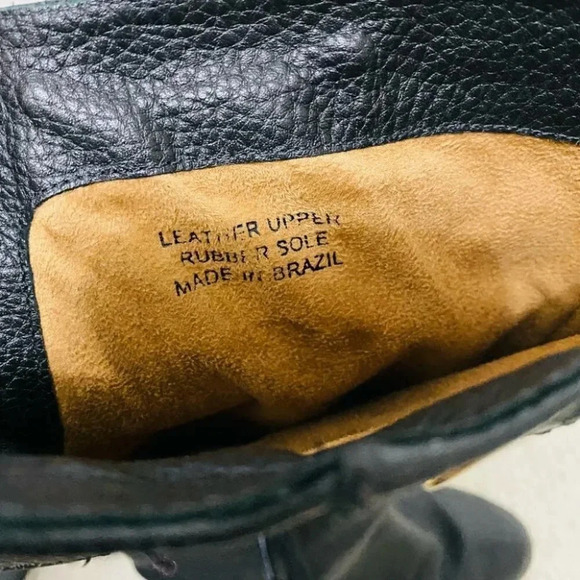 LEATHER UPPER
RUBBER SOLE
MADE IN BRAZIL